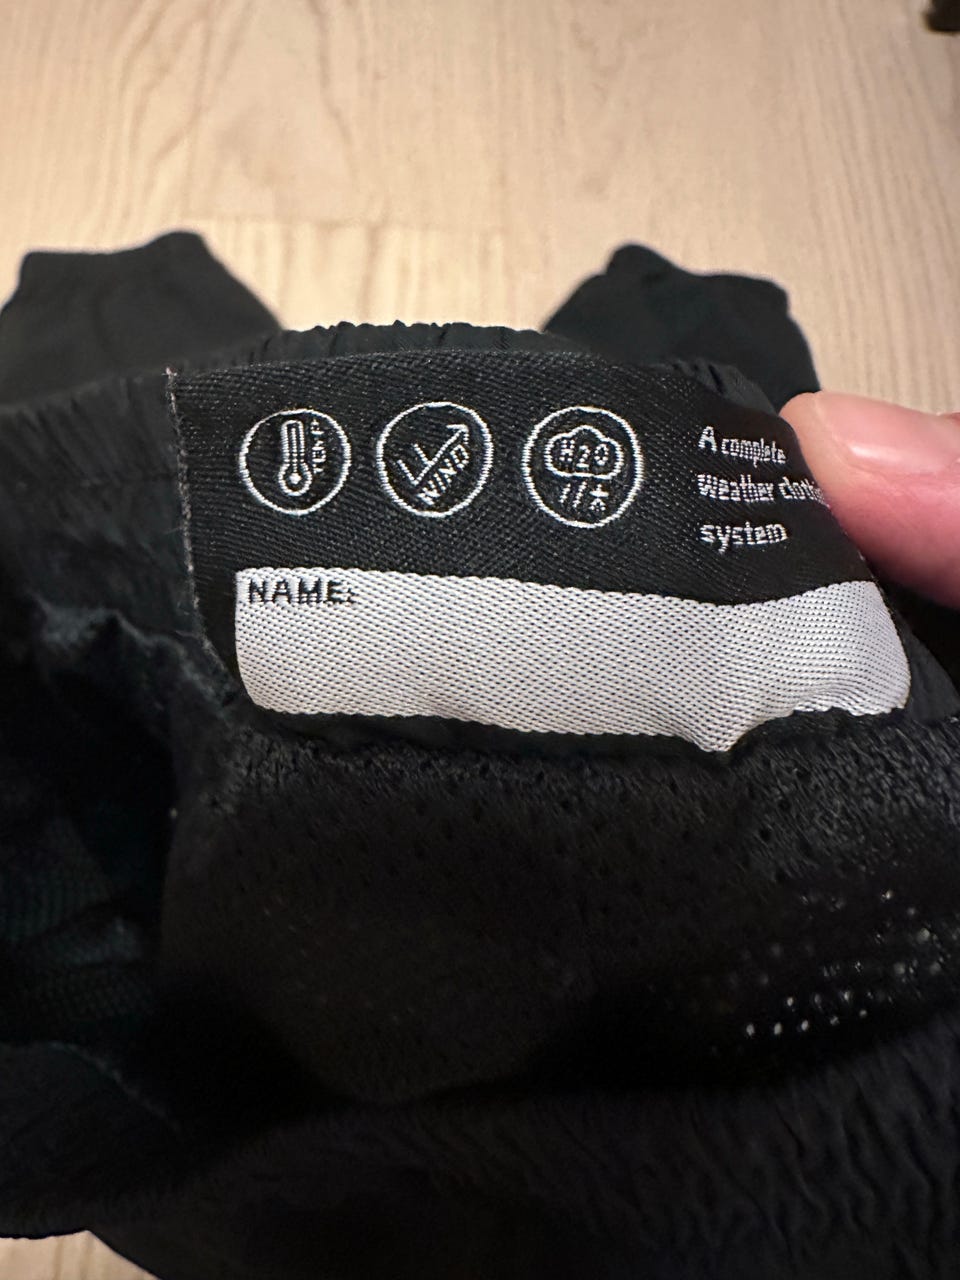 TEMP
WIND
H2O
A complete
weather
system
NAME: